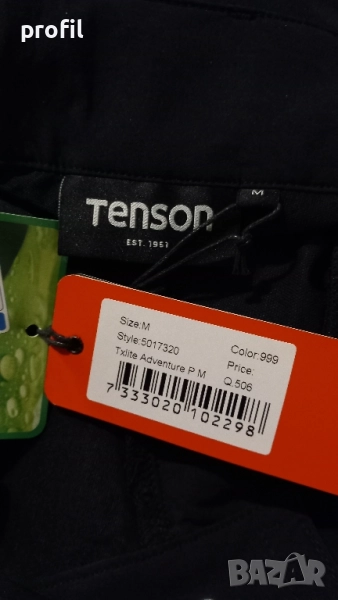 profil
M
Tenson
EST. 1951
Size:M
Style:5017320 Color:999
Txlite Adventure P M Price:
Q.506
7 333020 102298
BAZAR